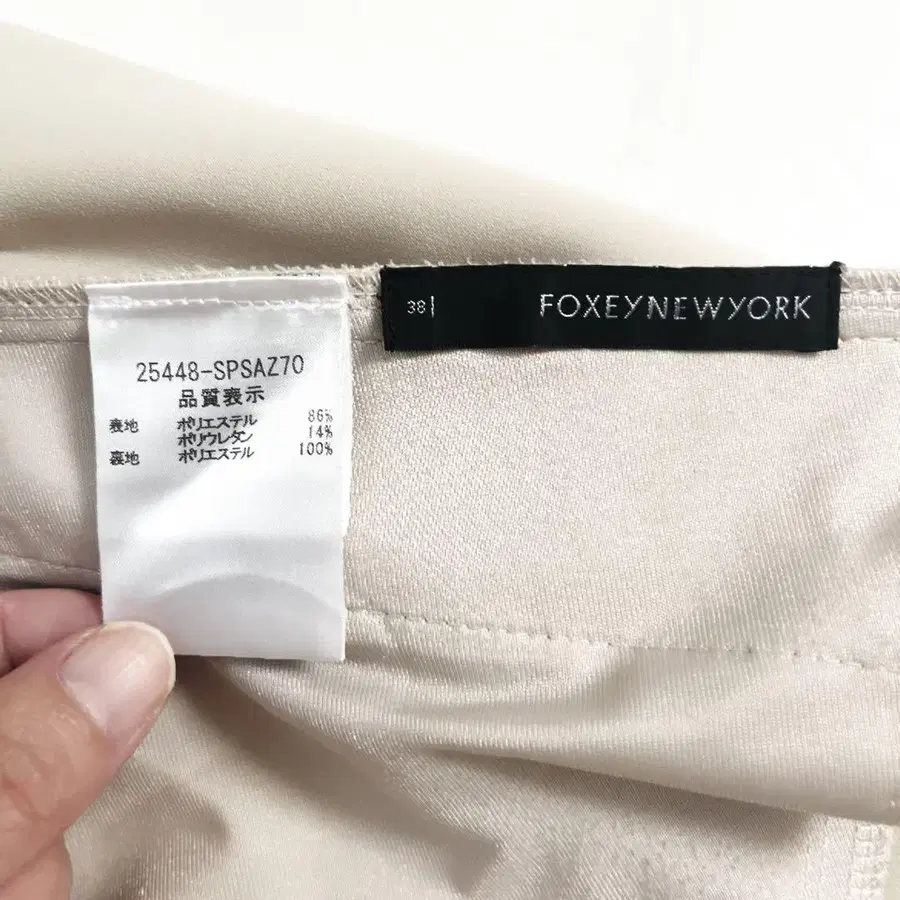 25448-SPSAZ70
品質表示
表地 ポリエステル 86%
ポリウレタン 14%
裏地 ポリエステル 100%
38
FOXEYNEWYORK